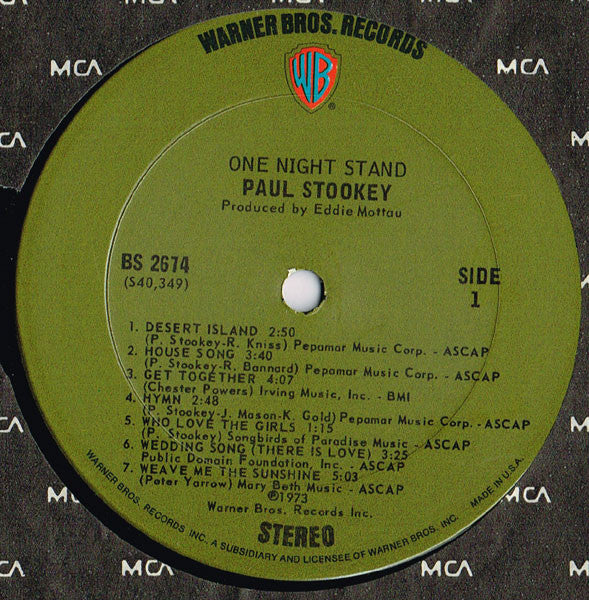 MCA
MCA
CA
M
WARNER BROS. RECORDS
WB
®
ONE NIGHT STAND
PAUL STOOKEY
Produced by Eddie Mottau
BS 2674
(S40,349)
SIDE
1
1. DESERT ISLAND 2:50
(P. Stookey-R. Kniss) Pepamar Music Corp. - ASCAP
2. HOUSE SONG 3:40
(P. Stookey-R. Bannard) Pepamar Music Corp. - ASCAP
3. GET TOGETHER 4:07
(Chester Powers) Irving Music, Inc. - BMI
4. HYMN 2:48
(P. Stookey-J. Mason-K. Gold) Pepamar Music Corp. - ASCAP
5. WHO LOVE THE GIRLS 1:15
(P. Stookey) Songbirds of Paradise Music - ASCAP
6. WEDDING SONG (THERE IS LOVE) 3:25
Public Domain Foundation, Inc. - ASCAP
7. WEAVE ME THE SUNSHINE 5:03
(Peter Yarrow) Mary Beth Music - ASCAP
℗1973
Warner Bros. Records Inc.
STEREO
WARNER BROS. RECORDS INC. A SUBSIDIARY AND LICENSEE OF WARNER BROS. INC.
MADE IN U.S.A.
MC
MCA
M
CA
MCA
MCA
M